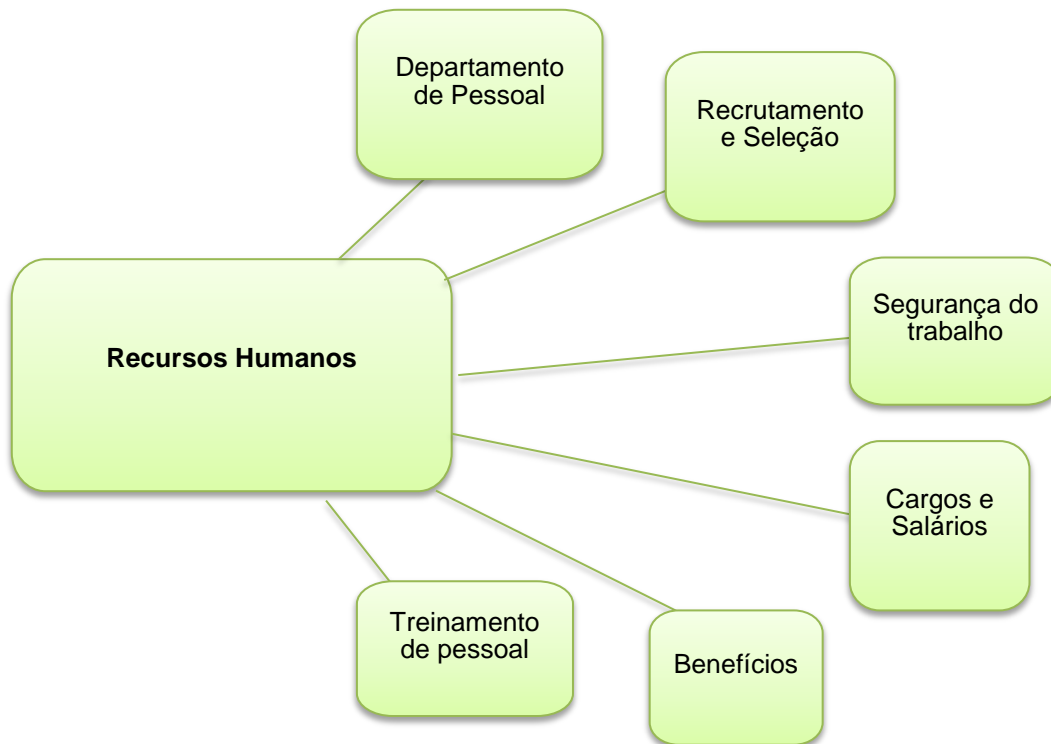 Departamento
de Pessoal
Recrutamento
e Seleção
Segurança do
trabalho
Recursos Humanos
Cargos e
Salários
Treinamento
de pessoal
Benefícios